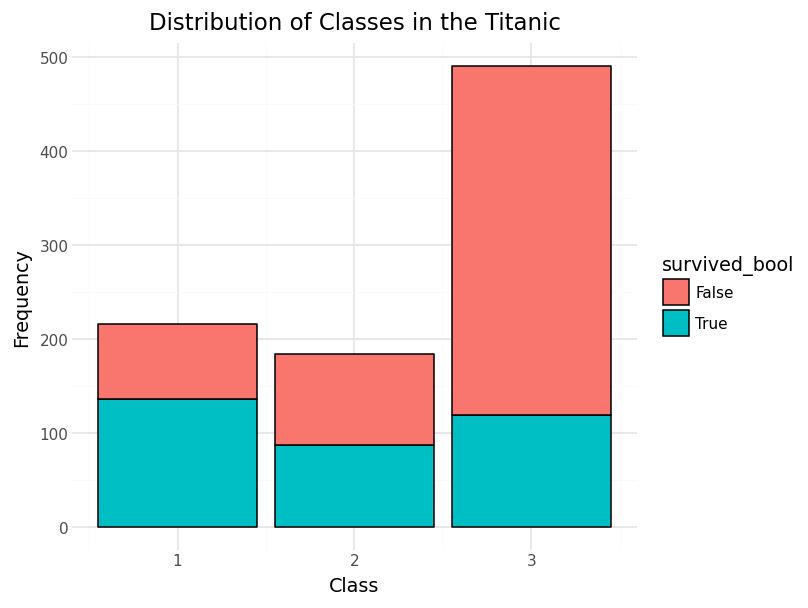 Distribution of Classes in the Titanic
500
400
300
200
100
0
Frequency
1 2 3
Class
survived_bool
False
True